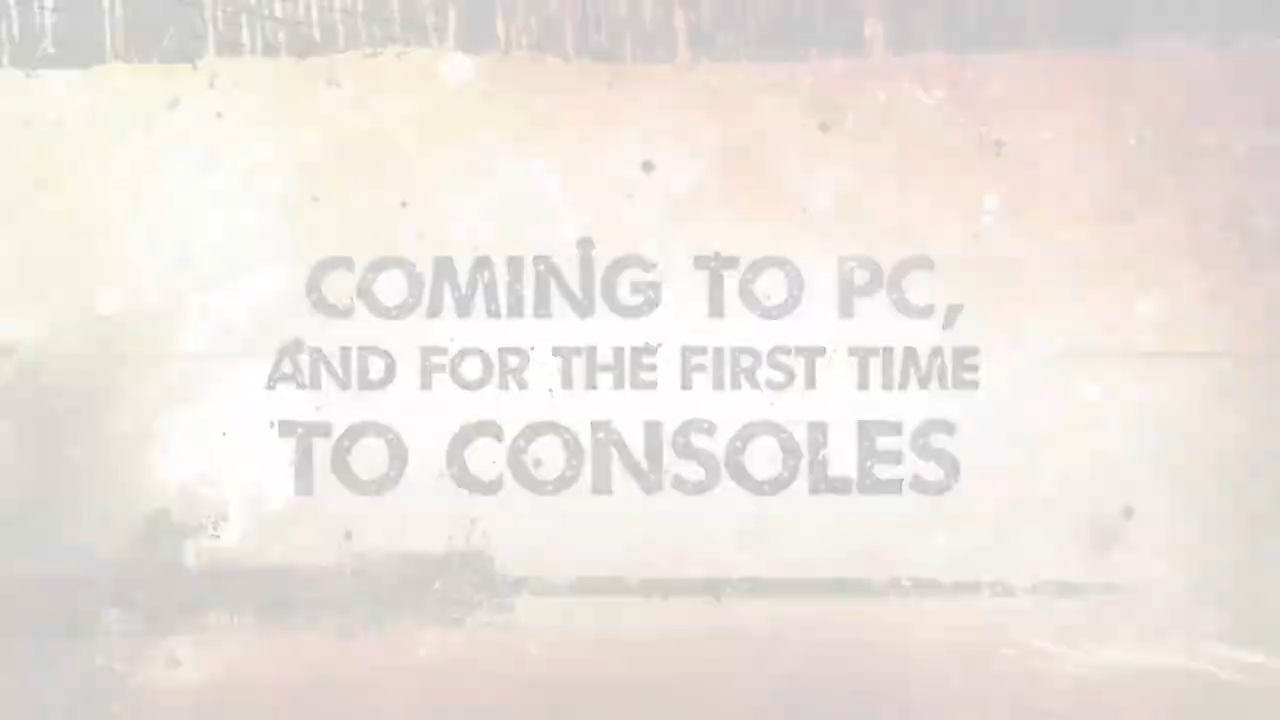 COMING TO PC,
AND FOR THE FIRST TIME
TO CONSOLES